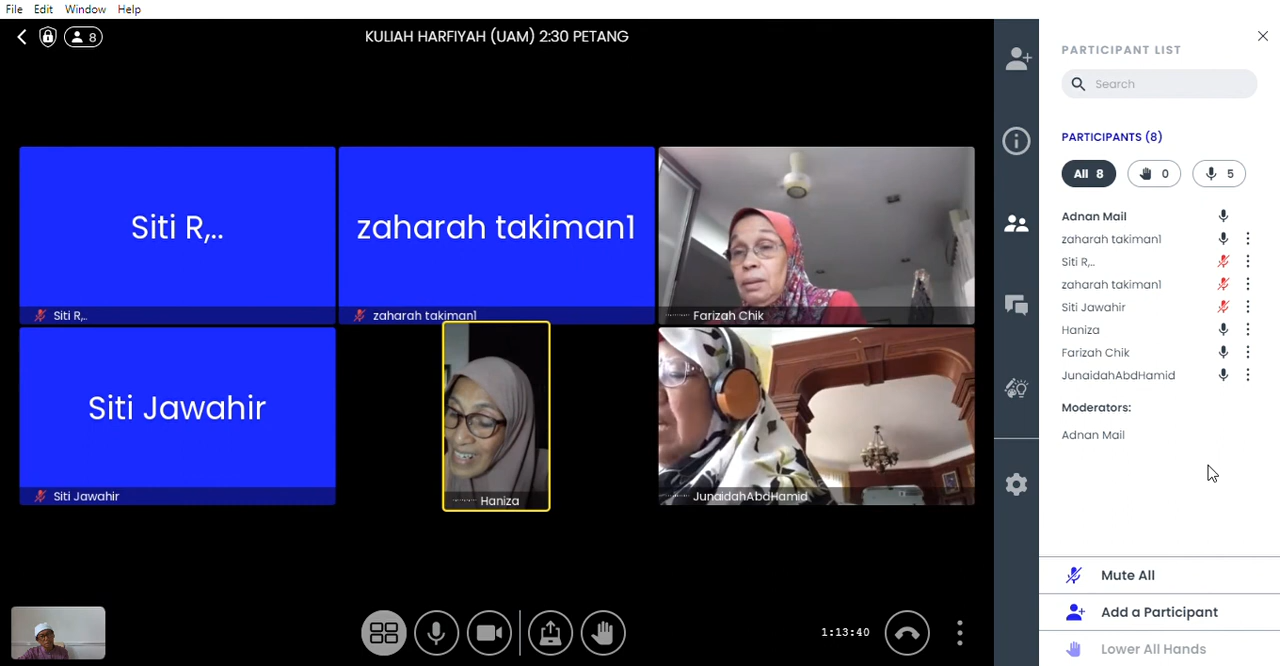 File Edit Window Help
8
KULIAH HARFIYAH (UAM) 2:30 PETANG
Siti R,..
Siti R,..
zaharah takiman1
zaharah takiman1
Farizah Chik
Siti Jawahir
Siti Jawahir
Haniza
JunaidahAbdHamid
1:13:40
PARTICIPANT LIST
Search
PARTICIPANTS (8)
All 8
0
5
Adnan Mail
zaharah takiman1
Siti R,..
zaharah takiman1
Siti Jawahir
Haniza
Farizah Chik
JunaidahAbdHamid
Moderators:
Adnan Mail
Mute All
Add a Participant
Lower All Hands